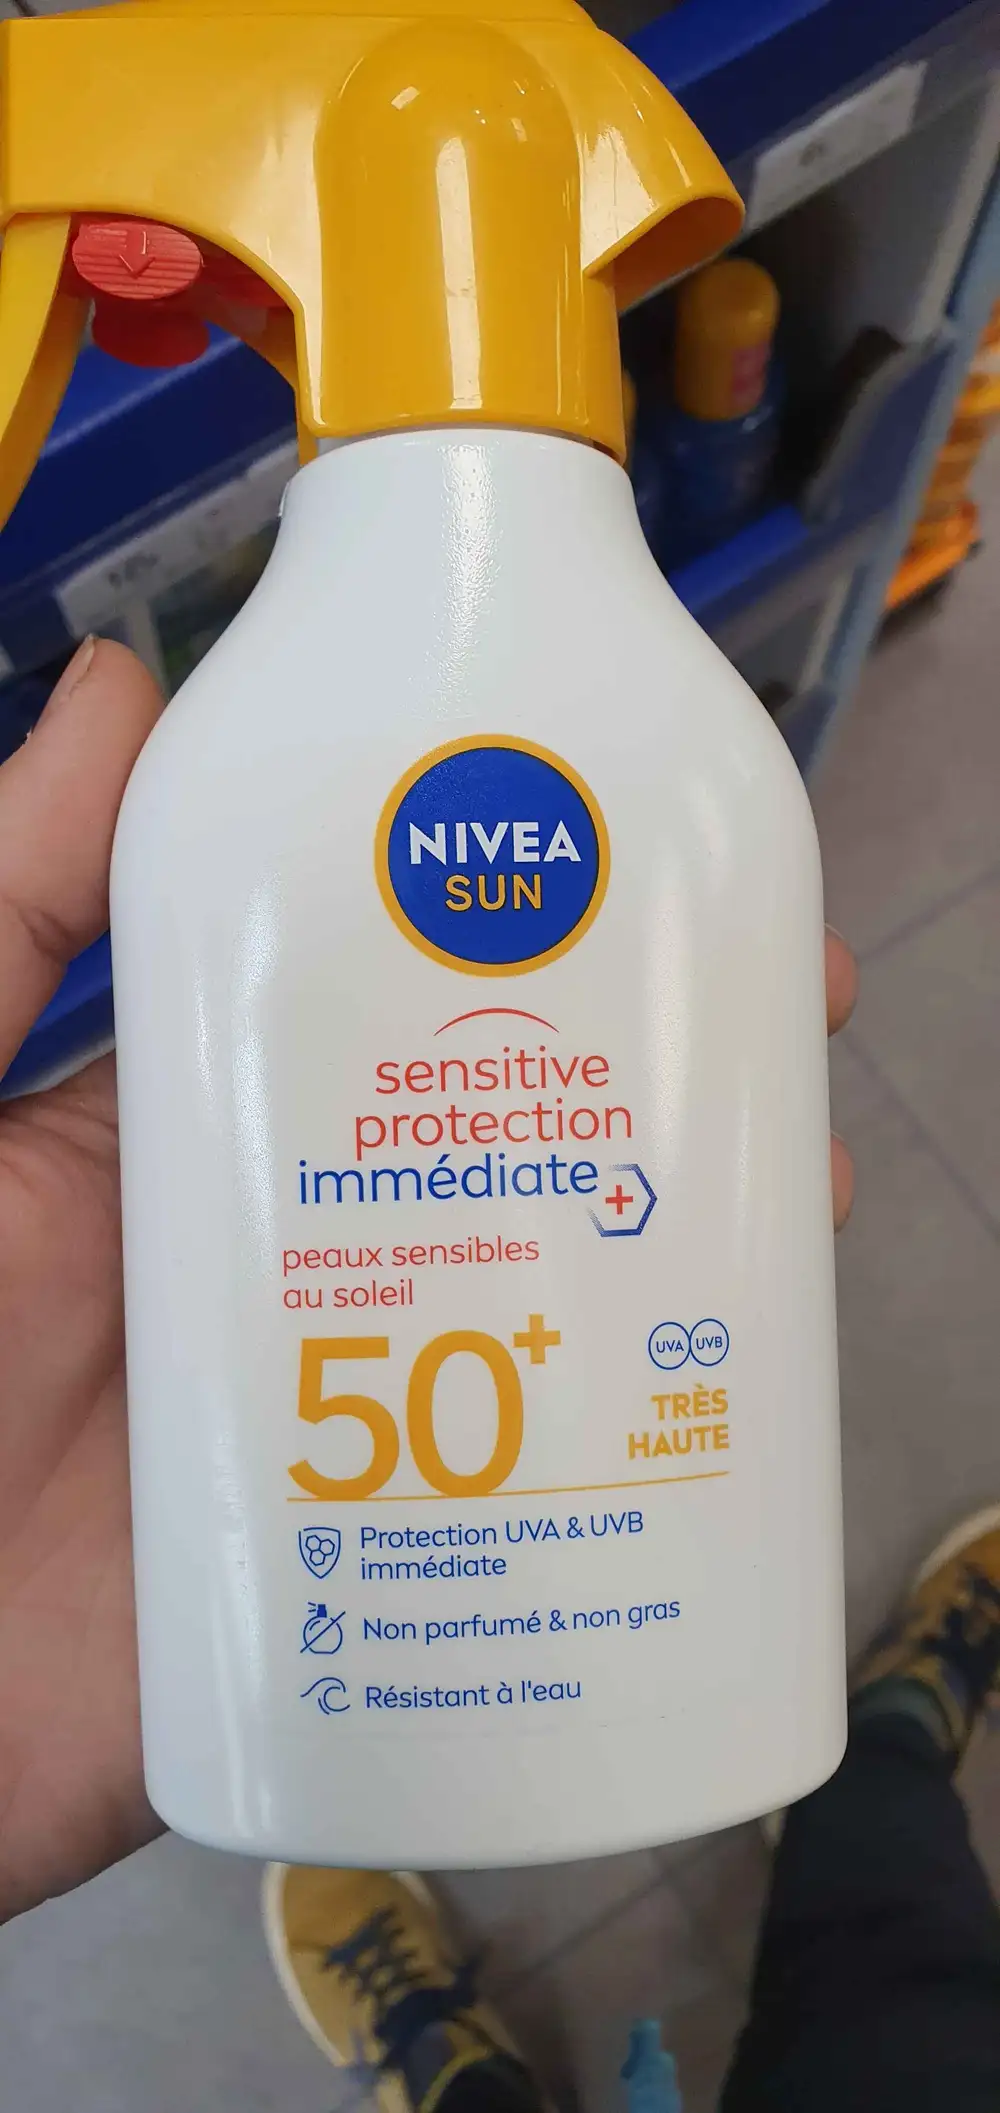 NIVEA
SUN
sensitive
protection
immédiate
+
peaux sensibles
au soleil
50+
UVA UVB
TRÈS
HAUTE
Protection UVA & UVB
immédiate
Non parfumé & non gras
Résistant à l'eau